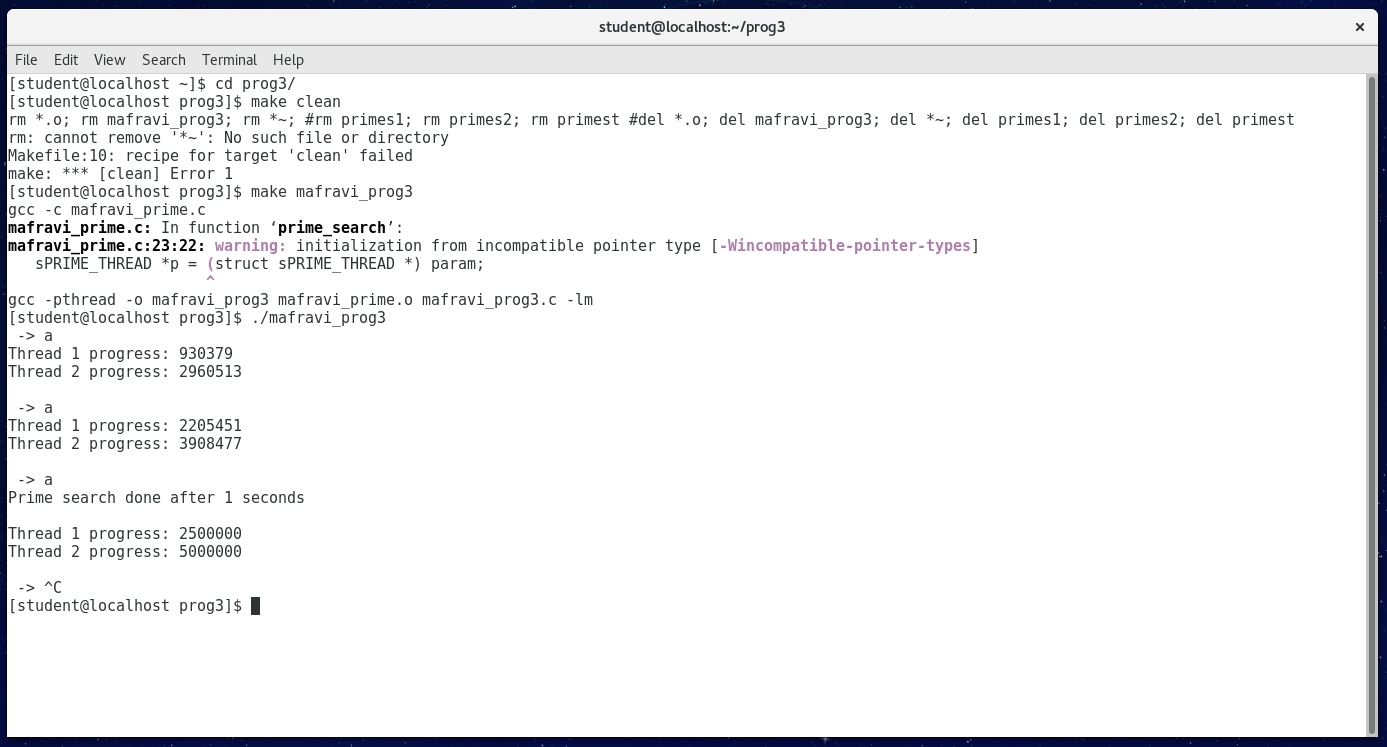 student@localhost:~/prog3 ×
File Edit View Search Terminal Help
[student@localhost ~]$ cd prog3/
[student@localhost prog3]$ make clean
rm *.o; rm mafravi_prog3; rm *~; #rm primes1; rm primes2; rm primest #del *.o; del mafravi_prog3; del *~; del primes1; del primes2; del primest
rm: cannot remove '*~': No such file or directory
Makefile:10: recipe for target 'clean' failed
make: *** [clean] Error 1
[student@localhost prog3]$ make mafravi_prog3
gcc -c mafravi_prime.c
mafravi_prime.c: In function ‘prime_search’:
mafravi_prime.c:23:22: warning: initialization from incompatible pointer type [-Wincompatible-pointer-types]
   sPRIME_THREAD *p = (struct sPRIME_THREAD *) param;
                      ^
gcc -pthread -o mafravi_prog3 mafravi_prime.o mafravi_prog3.c -lm
[student@localhost prog3]$ ./mafravi_prog3
 -> a
Thread 1 progress: 930379
Thread 2 progress: 2960513

 -> a
Thread 1 progress: 2205451
Thread 2 progress: 3908477

 -> a
Prime search done after 1 seconds

Thread 1 progress: 2500000
Thread 2 progress: 5000000

 -> ^C
[student@localhost prog3]$